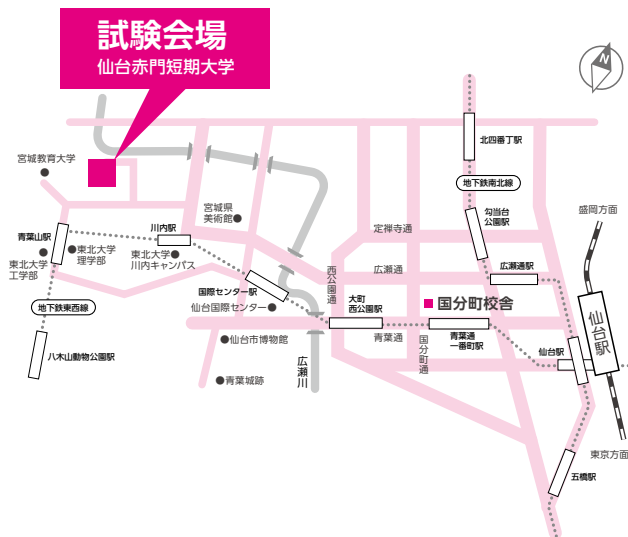 試験会場
仙台赤門短期大学
N
北四番丁駅
宮城教育大学
地下鉄南北線
宮城県
美術館
勾当台
公園駅
盛岡方面
川内駅
定禅寺通
青葉山駅
東北大学
理学部
東北大学
川内キャンパス
東北大学
工学部
西公園通
広瀬通
広瀬通駅
国際センター駅
仙台国際センター
大町
西公園駅
国分町校舎
地下鉄東西線
仙台駅
青葉通
一番町駅
仙台市博物館
青葉通
国分町通
仙台駅
八木山動物公園駅
広瀬川
青葉城跡
東京方面
五橋駅